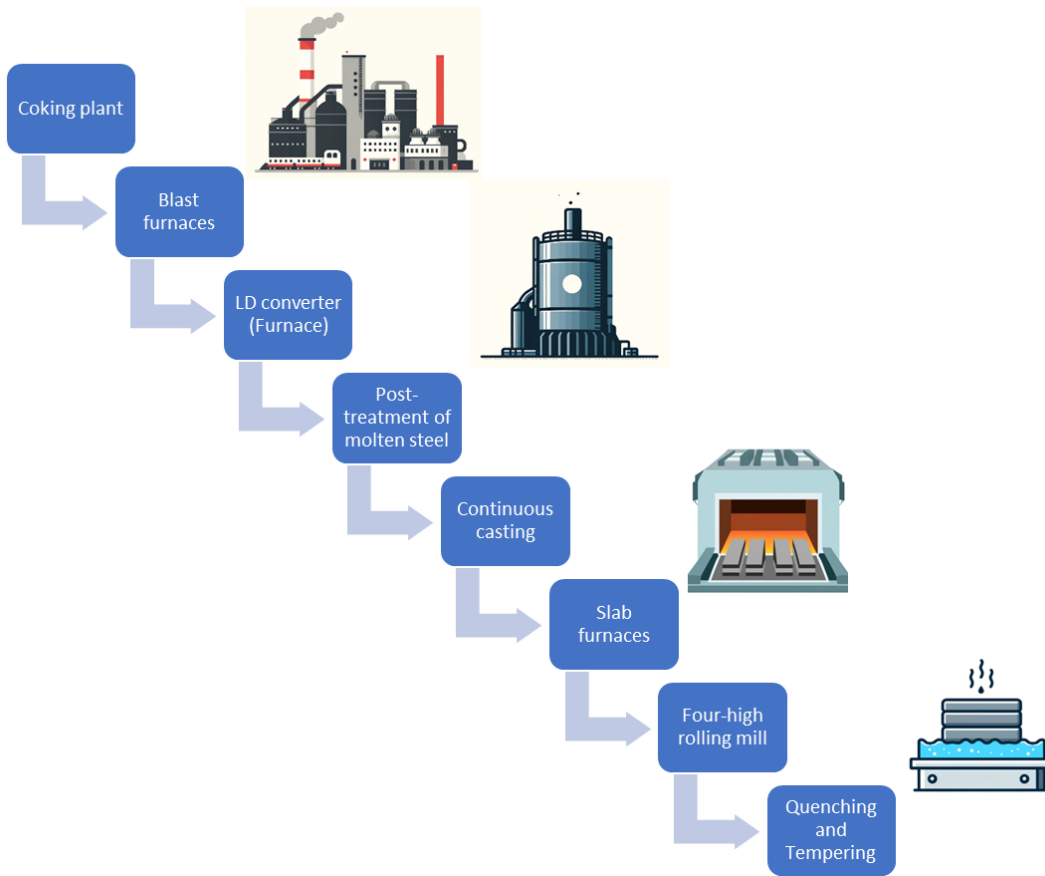 Coking plant
Blast
furnaces
LD converter
(Furnace)
Post-
treatment of
molten steel
Continuous
casting
Slab
furnaces
Four-high
rolling mill
Quenching
and
Tempering